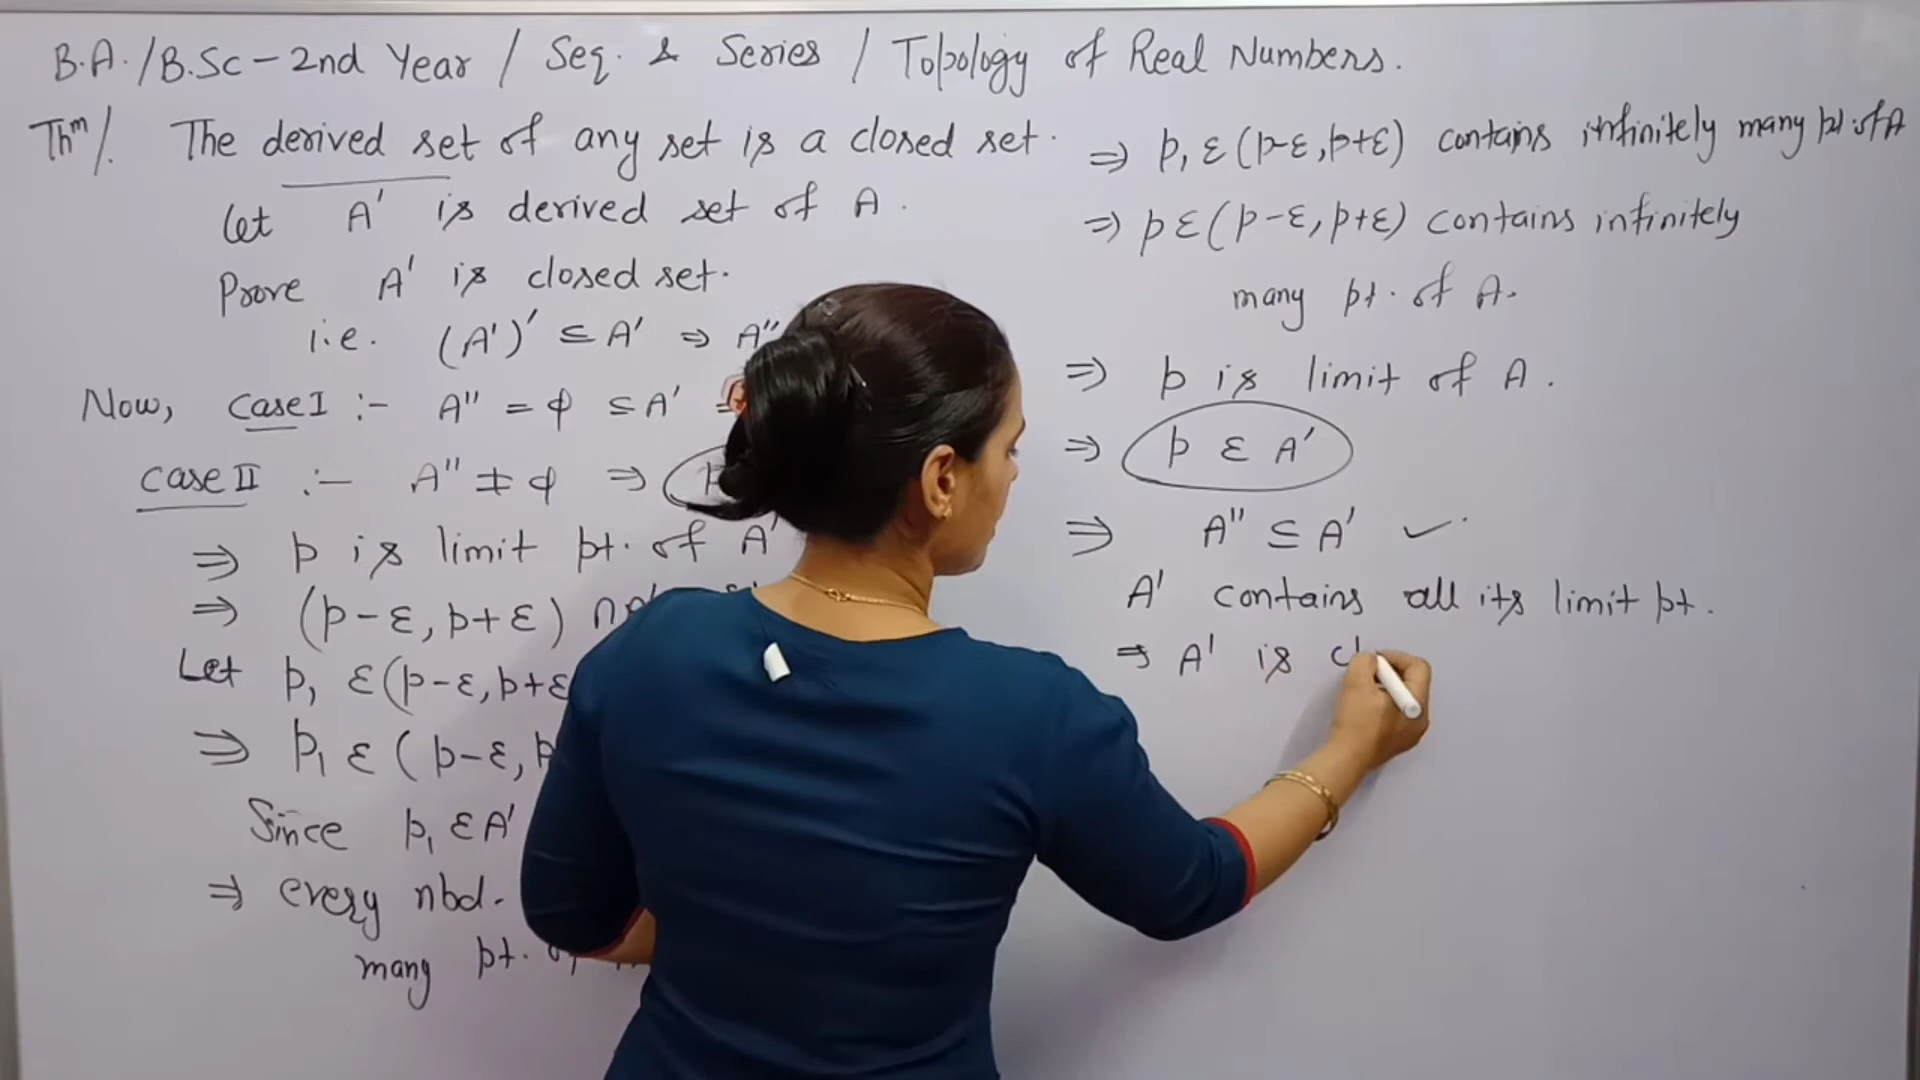 B.A./B.Sc - 2nd Year / Seq. & Series / Topology of Real Numbers.
Thm/. The derived set of any set is a closed set.
Let A' is derived set of A.
Prove A' is closed set.
i.e. (A')' ⊆ A' ⇒ A''
Now, case I :- A'' = φ ⊆ A'
case II :- A'' ≠ φ ⇒
⇒ p is limit pt. of A'
⇒ (p-ε, p+ε) ∩
Let p₁ ε (p-ε, p+ε
⇒ p₁ ε (p-ε, p
Since p₁ ε A'
⇒ every nbd.
many pt. of
⇒ p₁ ε (p-ε, p+ε) contains infinitely many pt. of A
⇒ p ε (p-ε, p+ε) contains infinitely
many pt. of A.
⇒ p is limit of A.
⇒ p ε A'
⇒ A'' ⊆ A' ✓
A' contains all its limit pt.
⇒ A' is cl